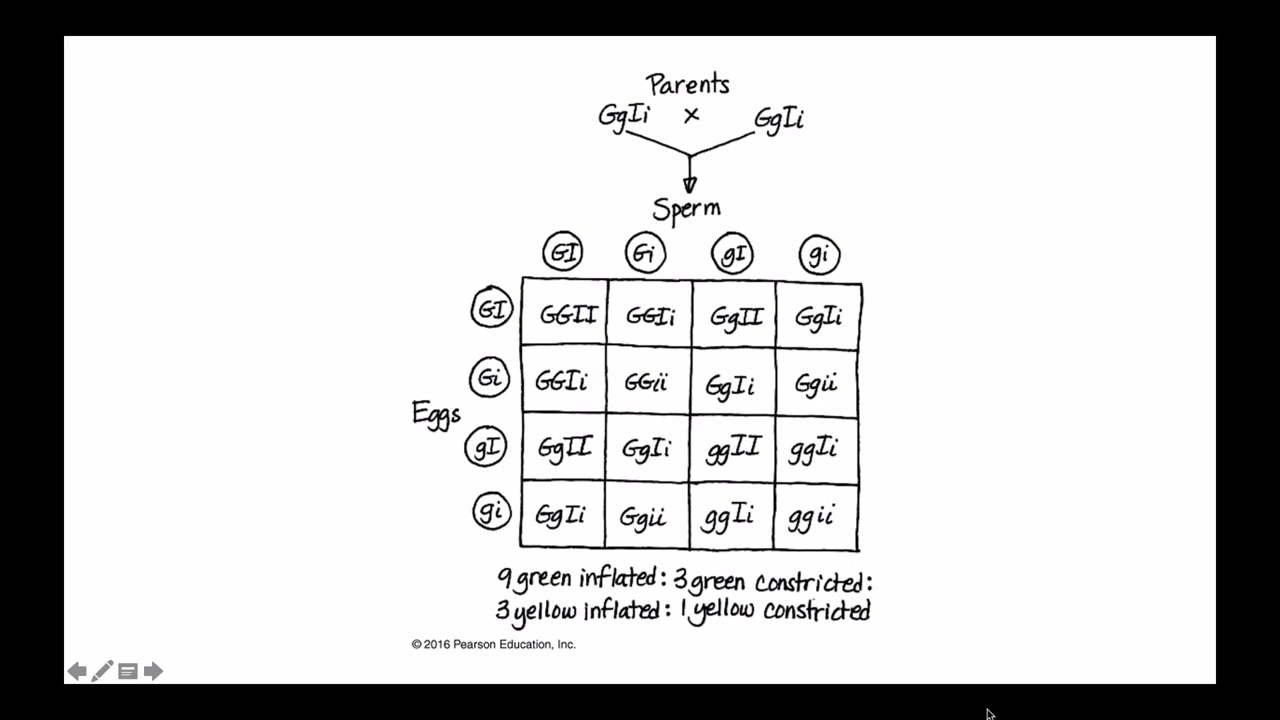 Parents
GgIi × GgIi
Sperm
GI Gi gI gi
GI GGII GGIi GgII GgIi
Gi GGIi GGii GgIi Ggii
Eggs
gI GgII GgIi ggII ggIi
gi GgIi Ggii ggIi ggii
9 green inflated: 3 green constricted:
3 yellow inflated: 1 yellow constricted
© 2016 Pearson Education, Inc.